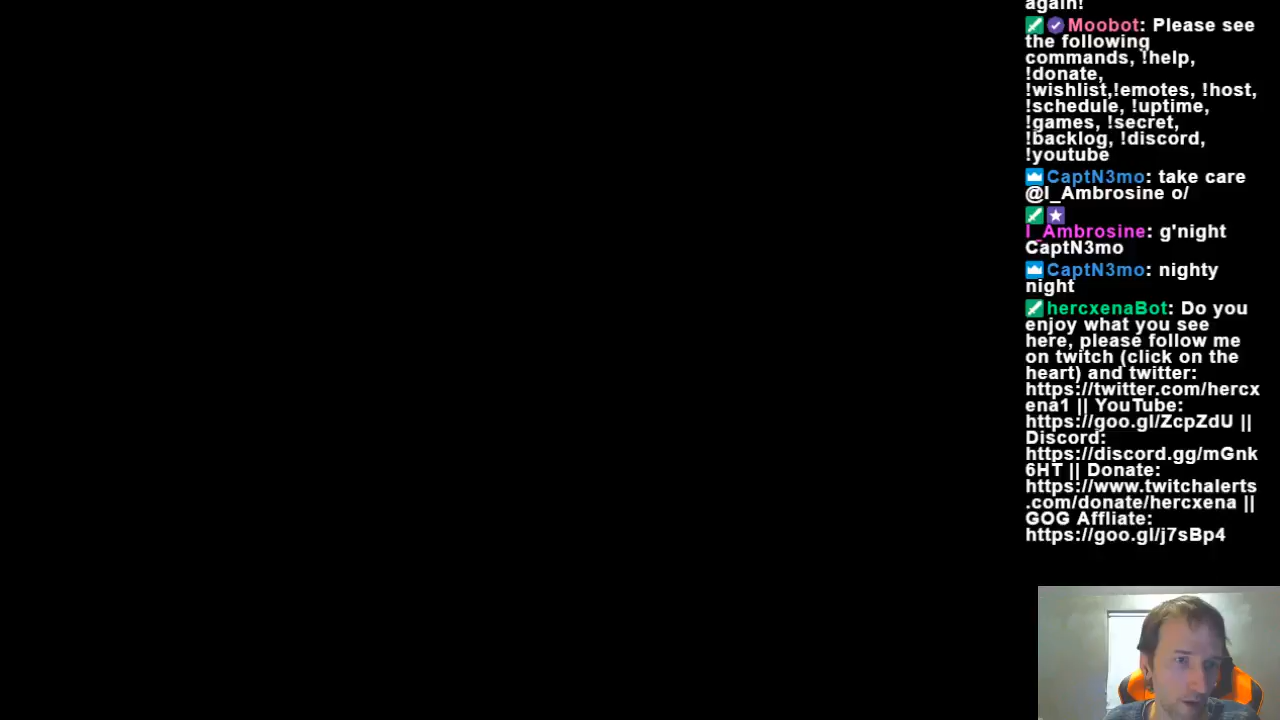 again!
Moobot: Please see
the following
commands, !help,
!donate,
!wishlist,!emotes, !host,
!schedule, !uptime,
!games, !secret,
!backlog, !discord,
!youtube
CaptN3mo: take care
@I_Ambrosine o/
I_Ambrosine: g'night
CaptN3mo
CaptN3mo: nighty
night
hercxenaBot: Do you
enjoy what you see
here, please follow me
on twitch (click on the
heart) and twitter:
https://twitter.com/hercx
ena1 || YouTube:
https://goo.gl/ZcpZdU ||
Discord:
https://discord.gg/mGnk
6HT || Donate:
https://www.twitchalerts
.com/donate/hercxena ||
GOG Affliate:
https://goo.gl/j7sBp4